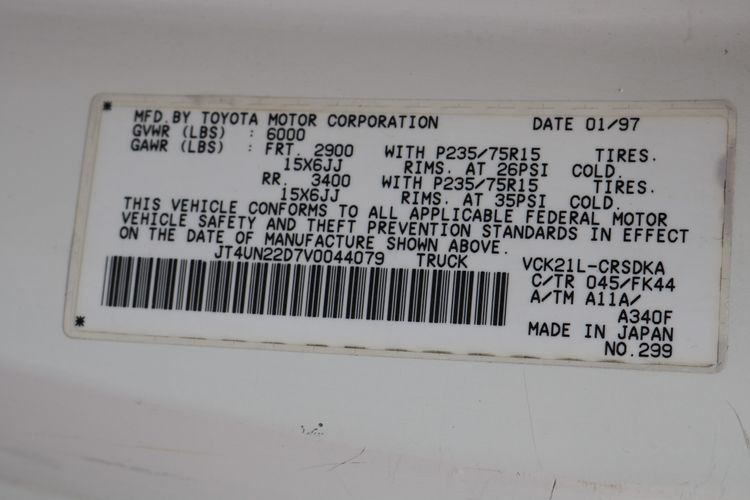 MFD.BY TOYOTA MOTOR CORPORATION DATE 01/97
GVWR (LBS) : 6000
GAWR (LBS) : FRT. 2900 WITH P235/75R15 TIRES.
15X6JJ RIMS. AT 26PSI COLD.
RR. 3400 WITH P235/75R15 TIRES.
15X6JJ RIMS. AT 35PSI COLD.
THIS VEHICLE CONFORMS TO ALL APPLICABLE FEDERAL MOTOR
VEHICLE SAFETY AND THEFT PREVENTION STANDARDS IN EFFECT
ON THE DATE OF MANUFACTURE SHOWN ABOVE.
JT4UN22D7V0044079 TRUCK VCK21L-CRSDKA
C/TR 045/FK44
A/TM A11A/
A340F
MADE IN JAPAN
NO.299